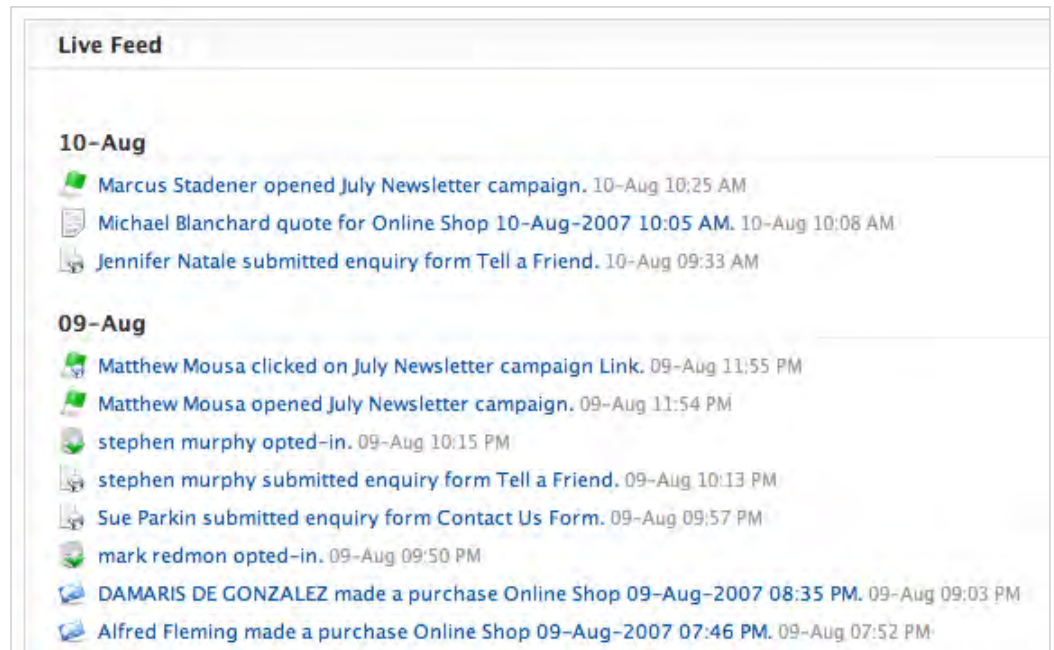 Live Feed
10-Aug
Marcus Stadener opened July Newsletter campaign. 10-Aug 10:25 AM
Michael Blanchard quote for Online Shop 10-Aug-2007 10:05 AM. 10-Aug 10:08 AM
Jennifer Natale submitted enquiry form Tell a Friend. 10-Aug 09:33 AM
09-Aug
Matthew Mousa clicked on July Newsletter campaign Link. 09-Aug 11:55 PM
Matthew Mousa opened July Newsletter campaign. 09-Aug 11:54 PM
stephen murphy opted-in. 09-Aug 10:15 PM
stephen murphy submitted enquiry form Tell a Friend. 09-Aug 10:13 PM
Sue Parkin submitted enquiry form Contact Us Form. 09-Aug 09:57 PM
mark redmon opted-in. 09-Aug 09:50 PM
DAMARIS DE GONZALEZ made a purchase Online Shop 09-Aug-2007 08:35 PM. 09-Aug 09:03 PM
Alfred Fleming made a purchase Online Shop 09-Aug-2007 07:46 PM. 09-Aug 07:52 PM